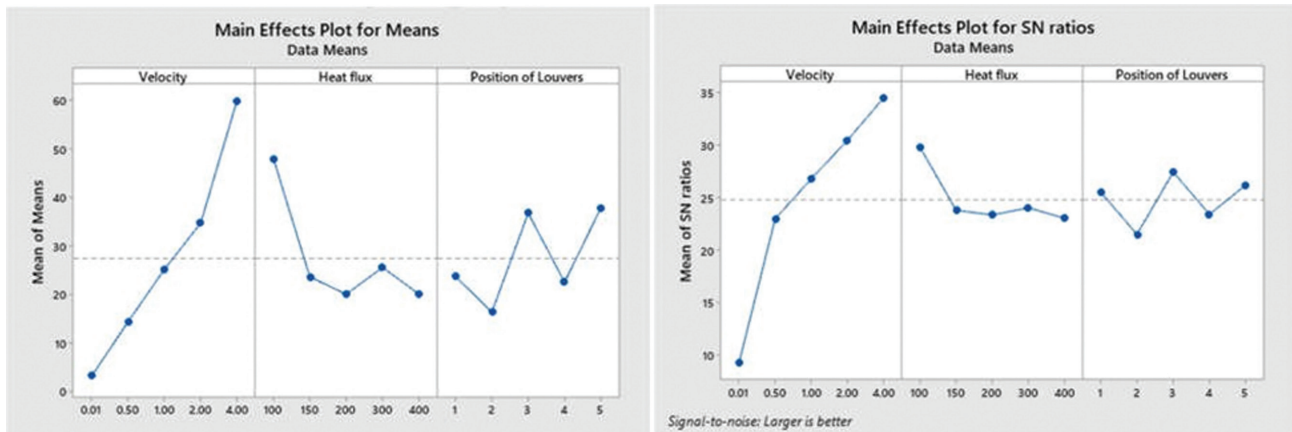 Main Effects Plot for Means
Data Means
Velocity Heat flux Position of Louvers
Mean of Means
60
50
40
30
20
10
0
0.01 0.50 1.00 2.00 4.00 100 150 200 300 400 1 2 3 4 5
Main Effects Plot for SN ratios
Data Means
Velocity Heat flux Position of Louvers
Mean of SN ratios
35
30
25
20
15
10
0.01 0.50 1.00 2.00 4.00 100 150 200 300 400 1 2 3 4 5
Signal-to-noise: Larger is better